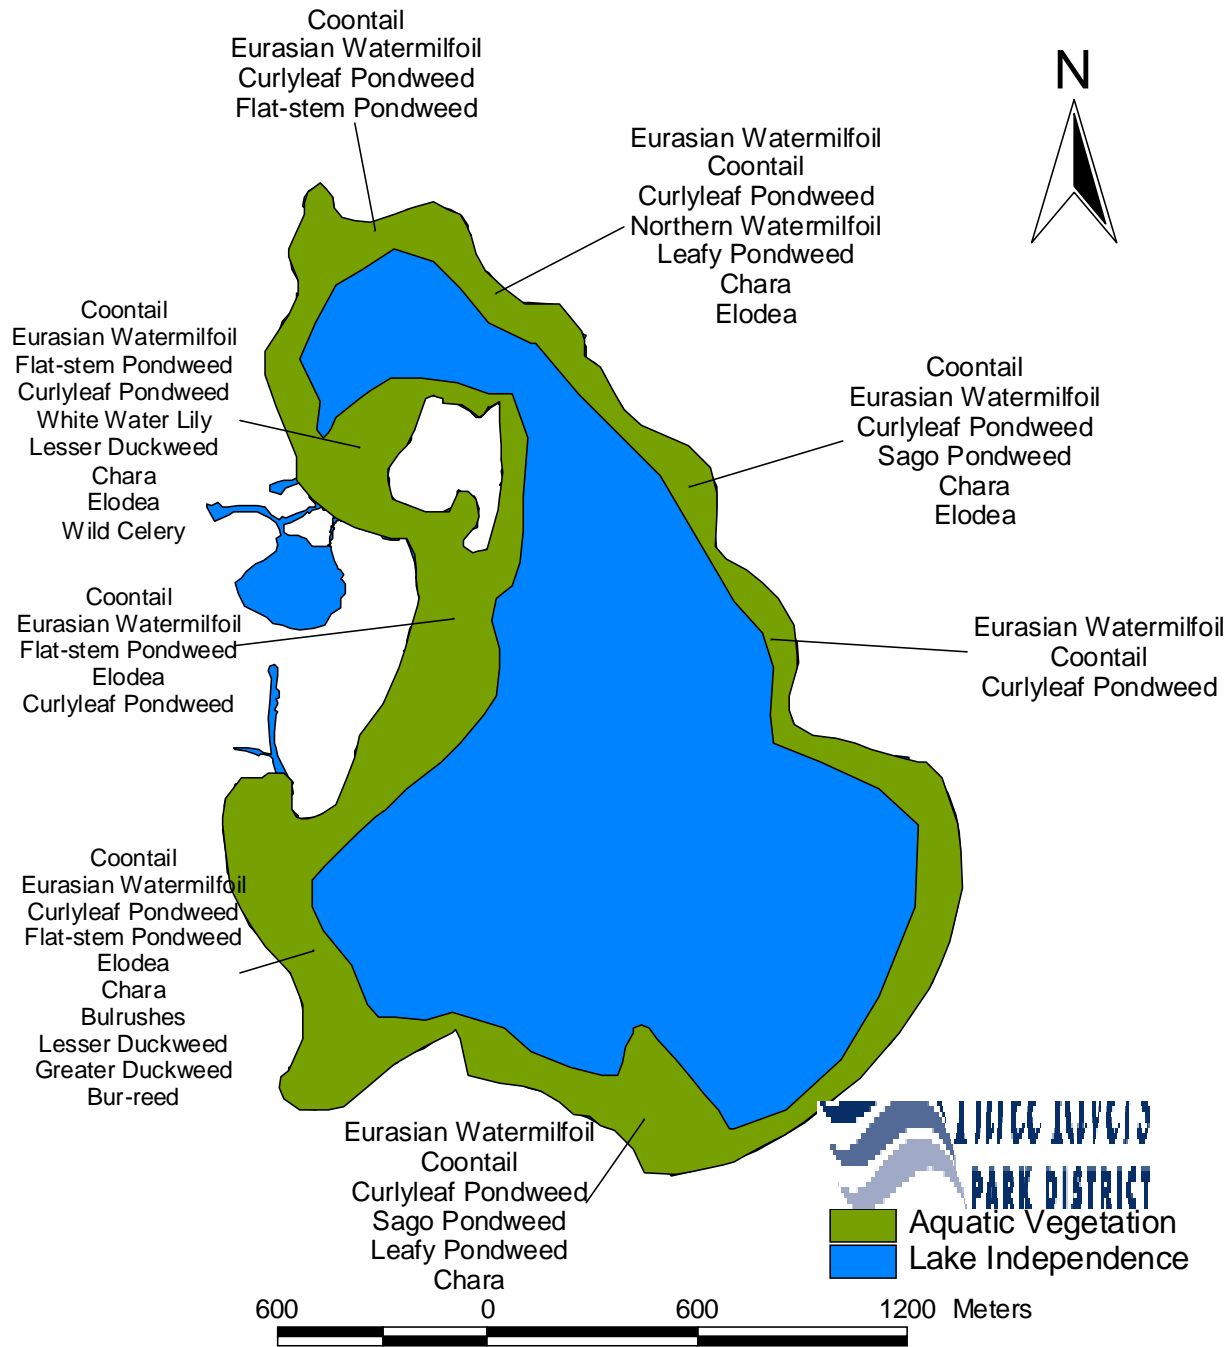 Coontail
Eurasian Watermilfoil
Curlyleaf Pondweed
Flat-stem Pondweed
N
Eurasian Watermilfoil
Coontail
Curlyleaf Pondweed
Northern Watermilfoil
Leafy Pondweed
Chara
Elodea
Coontail
Eurasian Watermilfoil
Flat-stem Pondweed
Curlyleaf Pondweed
White Water Lily
Lesser Duckweed
Chara
Elodea
Wild Celery
Coontail
Eurasian Watermilfoil
Curlyleaf Pondweed
Sago Pondweed
Chara
Elodea
Coontail
Eurasian Watermilfoil
Flat-stem Pondweed
Elodea
Curlyleaf Pondweed
Eurasian Watermilfoil
Coontail
Curlyleaf Pondweed
Coontail
Eurasian Watermilfoil
Curlyleaf Pondweed
Flat-stem Pondweed
Elodea
Chara
Bulrushes
Lesser Duckweed
Greater Duckweed
Bur-reed
Eurasian Watermilfoil
Coontail
Curlyleaf Pondweed
Sago Pondweed
Leafy Pondweed
Chara
Three Rivers
PARK DISTRICT
Aquatic Vegetation
Lake Independence
600 0 600 1200 Meters